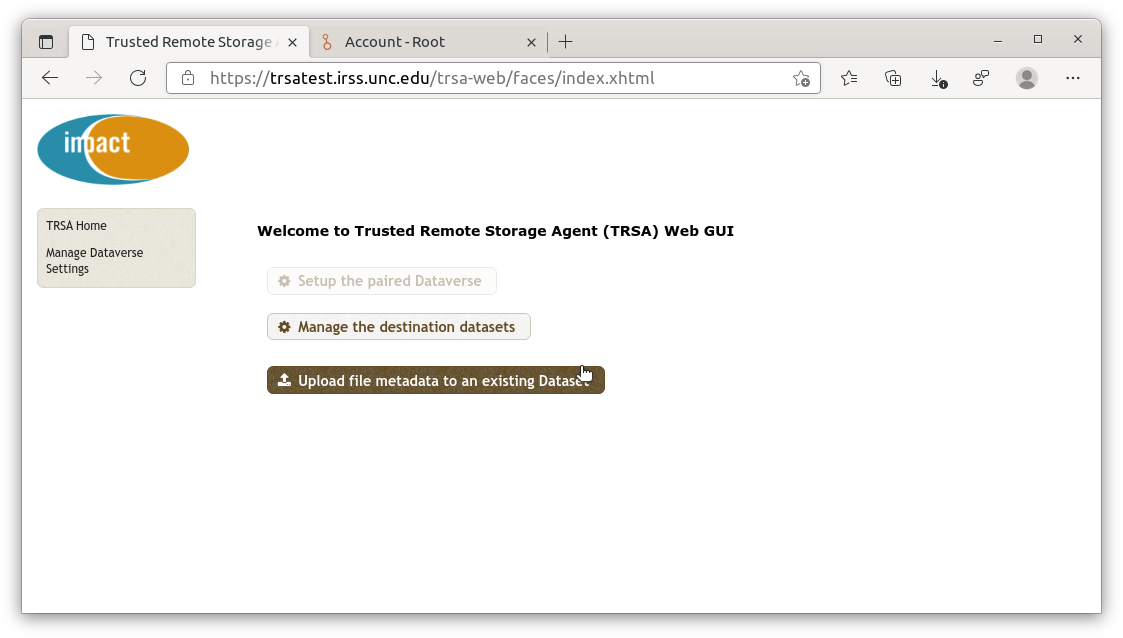 Trusted Remote Storage
Account - Root
https://trsatest.irss.unc.edu/trsa-web/faces/index.xhtml
impact
TRSA Home
Manage Dataverse
Settings
Welcome to Trusted Remote Storage Agent (TRSA) Web GUI
Setup the paired Dataverse
Manage the destination datasets
Upload file metadata to an existing Dataset